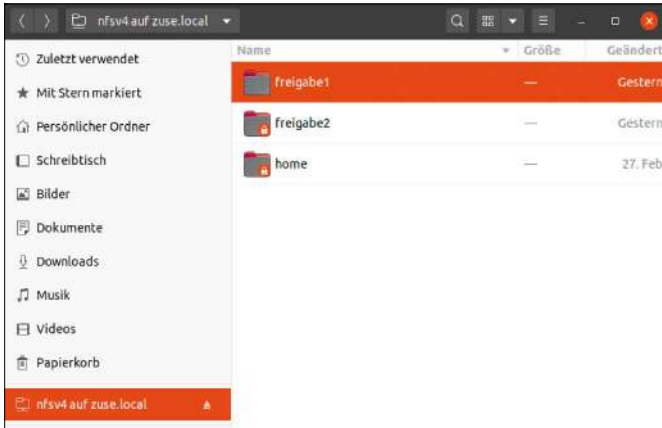 nfsv4 auf zuse.local
Zuletzt verwendet
Mit Stern markiert
Persönlicher Ordner
Schreibtisch
Bilder
Dokumente
Downloads
Musik
Videos
Papierkorb
nfsv4 auf zuse.local
Name Größe Geändert
freigabe1 — Gestern
freigabe2 — Gestern
home — 27. Feb